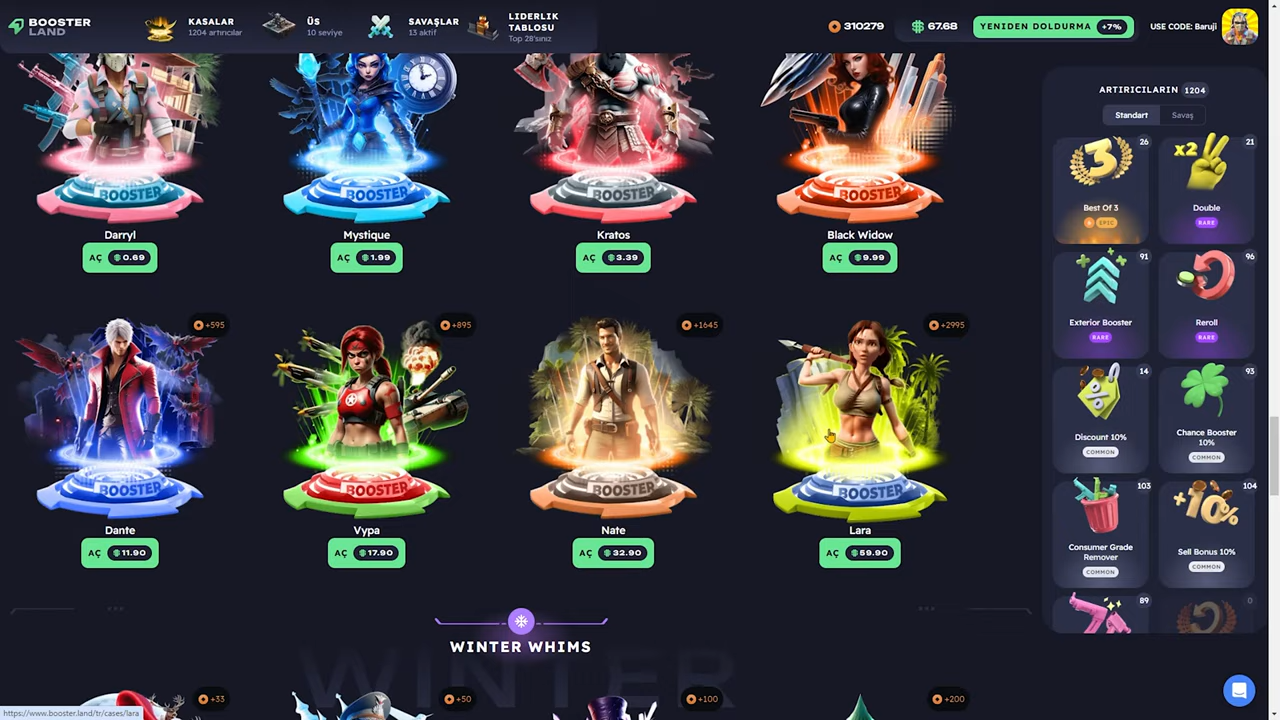 BOOSTER
LAND
KASALAR
1204 artırıcılar
ÜS
10 seviye
SAVAŞLAR
13 aktif
LIDERLIK
TABLOSU
Top 28'sınız
310279
67.68
YENIDEN DOLDURMA +7%
USE CODE: Baruji
BOOSTER
BOOSTER
BOOSTER
BOOSTER
Darryl
Mystique
Kratos
Black Widow
AÇ 0.69
AÇ 1.99
AÇ 3.39
AÇ 9.99
+595
+895
+1645
+2995
BOOSTER
BOOSTER
BOOSTER
BOOSTER
Dante
Vypa
Nate
Lara
AÇ 11.90
AÇ 17.90
AÇ 32.90
AÇ 59.90
WINTER WHIMS
WINTER
+33
+50
+100
+200
ARTIRICILARIN 1204
Standart
Savaş
26
3
Best Of 3
EPIC
21
x2
Double
RARE
91
Exterior Booster
RARE
96
Reroll
RARE
14
%
Discount 10%
COMMON
93
Chance Booster
10%
COMMON
103
Consumer Grade
Remover
COMMON
104
+10%
Sell Bonus 10%
COMMON
89
0
https://www.booster.land/tr/cases/lara